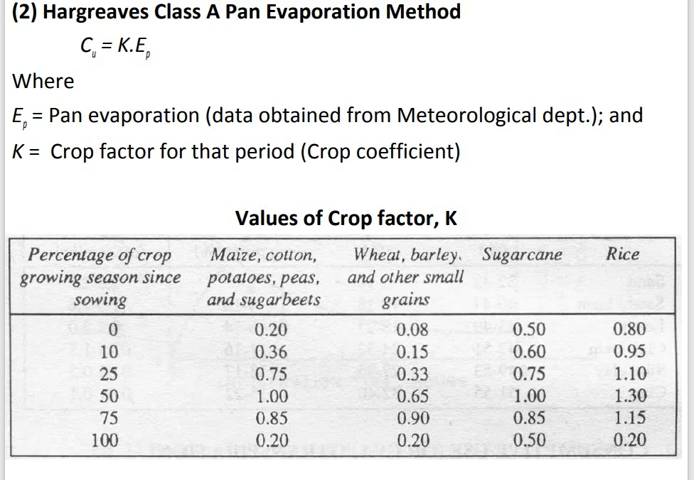 (2) Hargreaves Class A Pan Evaporation Method
Cu = K.Ep
Where
Ep = Pan evaporation (data obtained from Meteorological dept.); and
K = Crop factor for that period (Crop coefficient)
Values of Crop factor, K
Percentage of crop growing season since sowing | Maize, cotton, potatoes, peas, and sugarbeets | Wheat, barley. and other small grains | Sugarcane | Rice
0 0.20 0.08 0.50 0.80
10 0.36 0.15 0.60 0.95
25 0.75 0.33 0.75 1.10
50 1.00 0.65 1.00 1.30
75 0.85 0.90 0.85 1.15
100 0.20 0.20 0.50 0.20